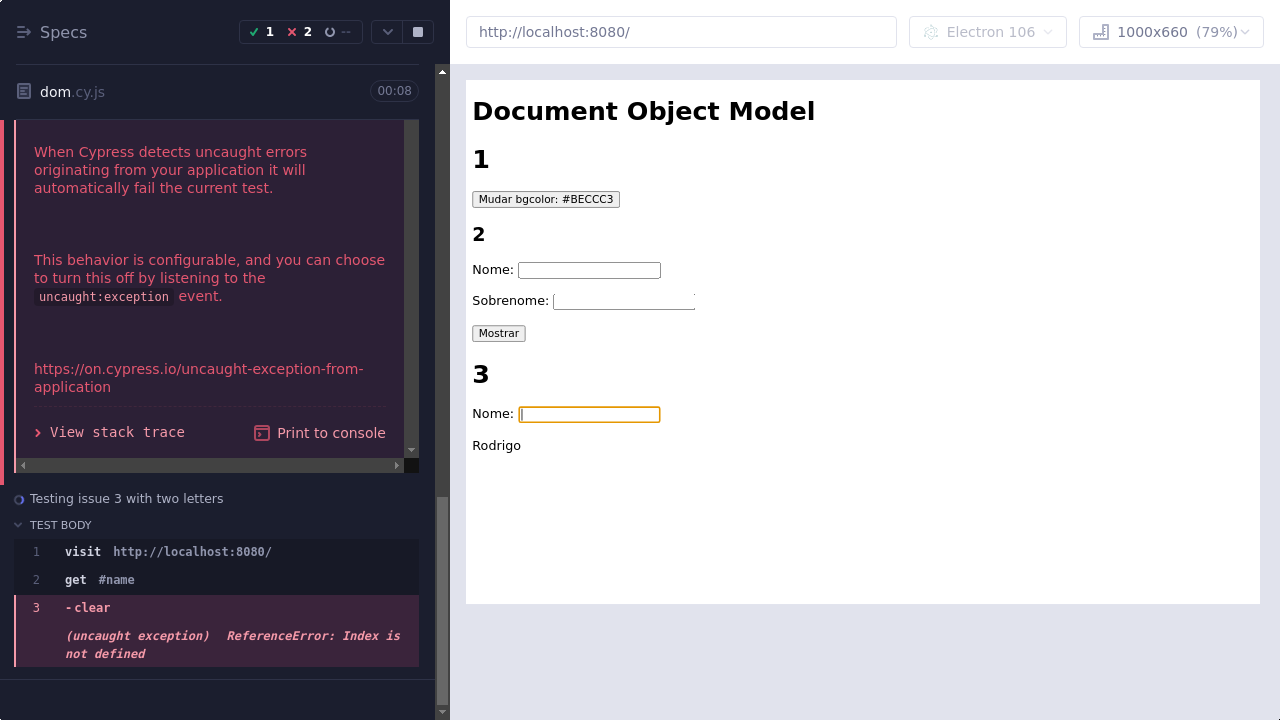 Specs
1
2
--
dom.cy.js
00:08
When Cypress detects uncaught errors
originating from your application it will
automatically fail the current test.
This behavior is configurable, and you can choose
to turn this off by listening to the
uncaught:exception event.
https://on.cypress.io/uncaught-exception-from-
application
View stack trace
Print to console
Testing issue 3 with two letters
TEST BODY
1 visit http://localhost:8080/
2 get #name
3 -clear
(uncaught exception) ReferenceError: Index is
not defined
http://localhost:8080/
Electron 106
1000x660 (79%)
Document Object Model
1
Mudar bgcolor: #BECCC3
2
Nome:
Sobrenome:
Mostrar
3
Nome:
Rodrigo